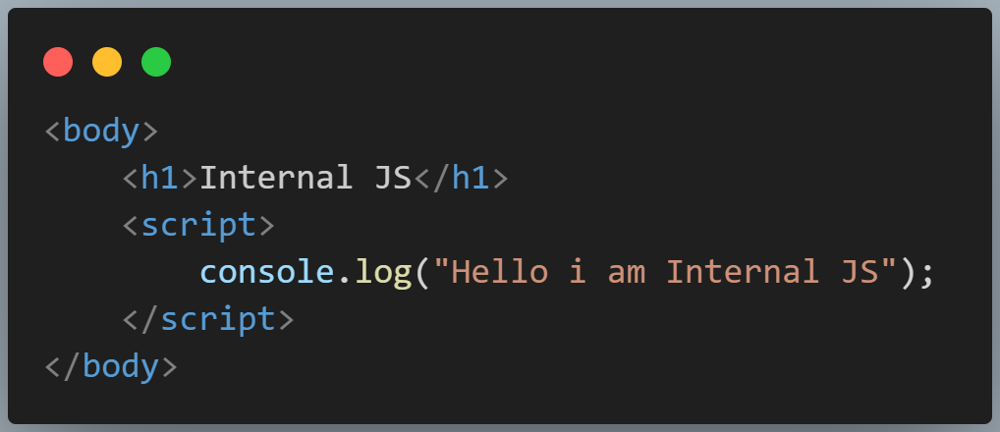 <body>
    <h1>Internal JS</h1>
    <script>
        console.log("Hello i am Internal JS");
    </script>
</body>